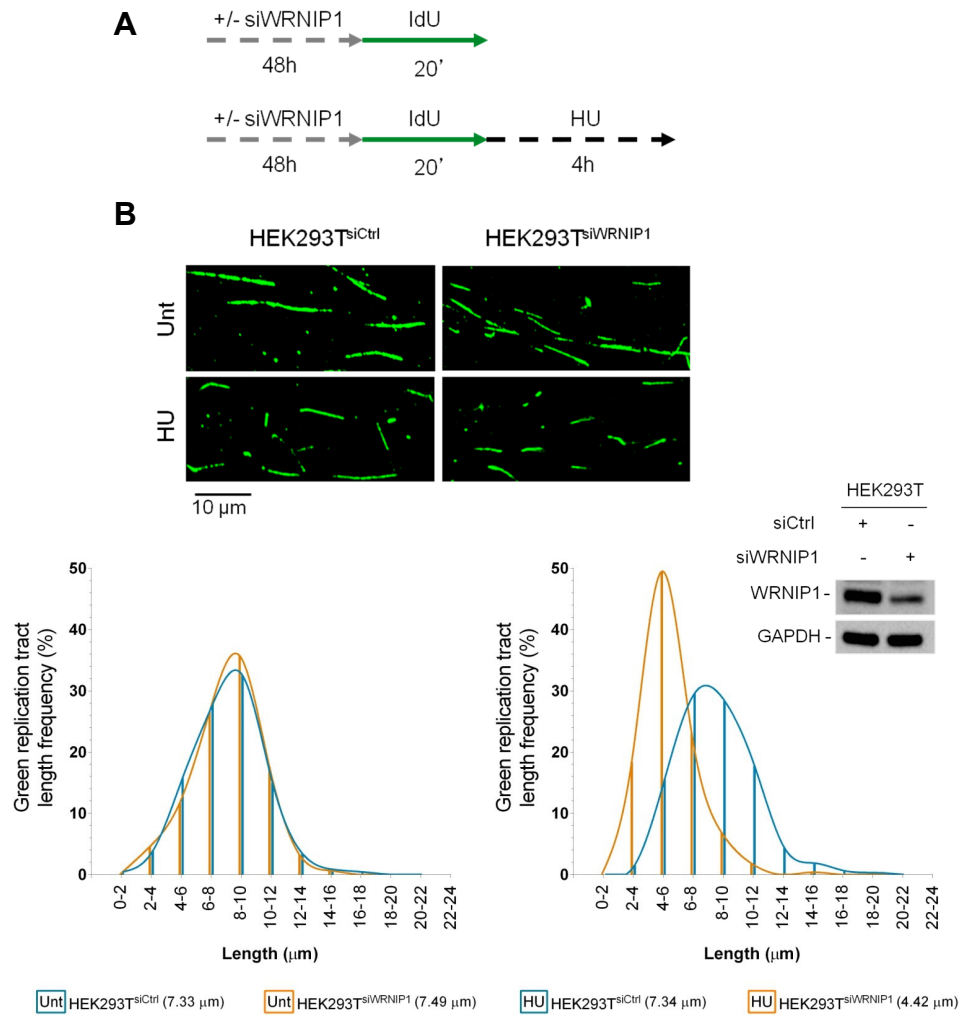 A
+/- siWRNIP1 IdU
48h 20’
+/- siWRNIP1 IdU HU
48h 20’ 4h
B
HEK293TsiCtrl HEK293TsiWRNIP1
Unt
HU
10 µm
HEK293T
siCtrl + -
siWRNIP1 - +
WRNIP1 -
GAPDH -
Green replication tract
length frequency (%)
50
40
30
20
10
0
0-2 2-4 4-6 6-8 8-10 10-12 12-14 14-16 16-18 18-20 20-22 22-24
Length (µm)
Green replication tract
length frequency (%)
50
40
30
20
10
0
0-2 2-4 4-6 6-8 8-10 10-12 12-14 14-16 16-18 18-20 20-22 22-24
Length (µm)
Unt HEK293TsiCtrl (7.33 µm) Unt HEK293TsiWRNIP1 (7.49 µm) HU HEK293TsiCtrl (7.34 µm) HU HEK293TsiWRNIP1 (4.42 µm)